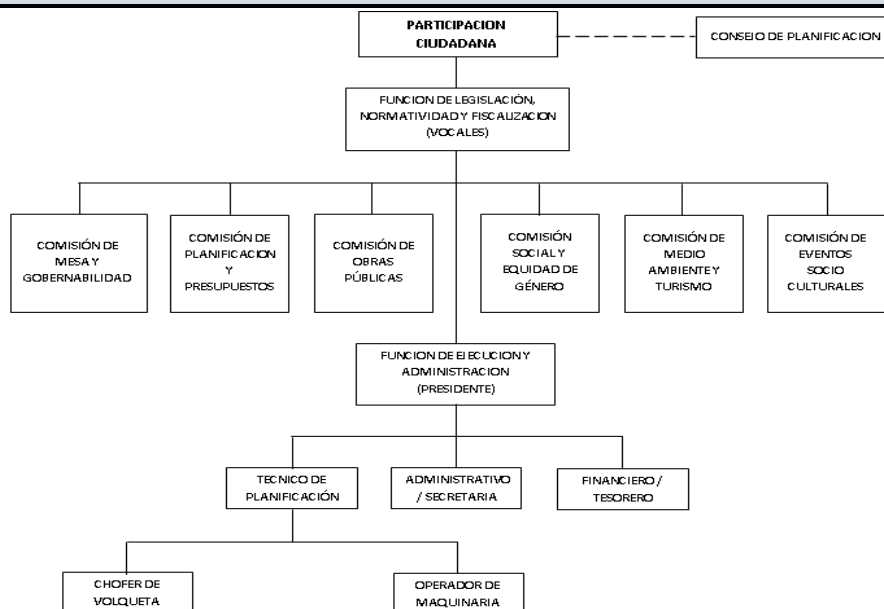 PARTICIPACION
CIUDADANA
CONSEJO DE PLANIFICACION
FUNCION DE LEGISLACIÓN,
NORMATIVIDAD Y FISCALIZACION
(VOCALES)
COMISIÓN DE
MESA Y
GOBERNABILIDAD
COMISIÓN DE
PLANIFICACION
Y
PRESUPUESTOS
COMISIÓN DE
OBRAS
PÚBLICAS
COMISIÓN
SOCIAL Y
EQUIDAD DE
GÉNERO
COMISIÓN DE
MEDIO
AMBIENTE Y
TURISMO
COMISIÓN DE
EVENTOS
SOCIO
CULTURALES
FUNCION DE EJECUCION Y
ADMINISTRACION
(PRESIDENTE)
TECNICO DE
PLANIFICACIÓN
ADMINISTRATIVO
/ SECRETARIA
FINANCIERO /
TESORERO
CHOFER DE
VOLQUETA
OPERADOR DE
MAQUINARIA